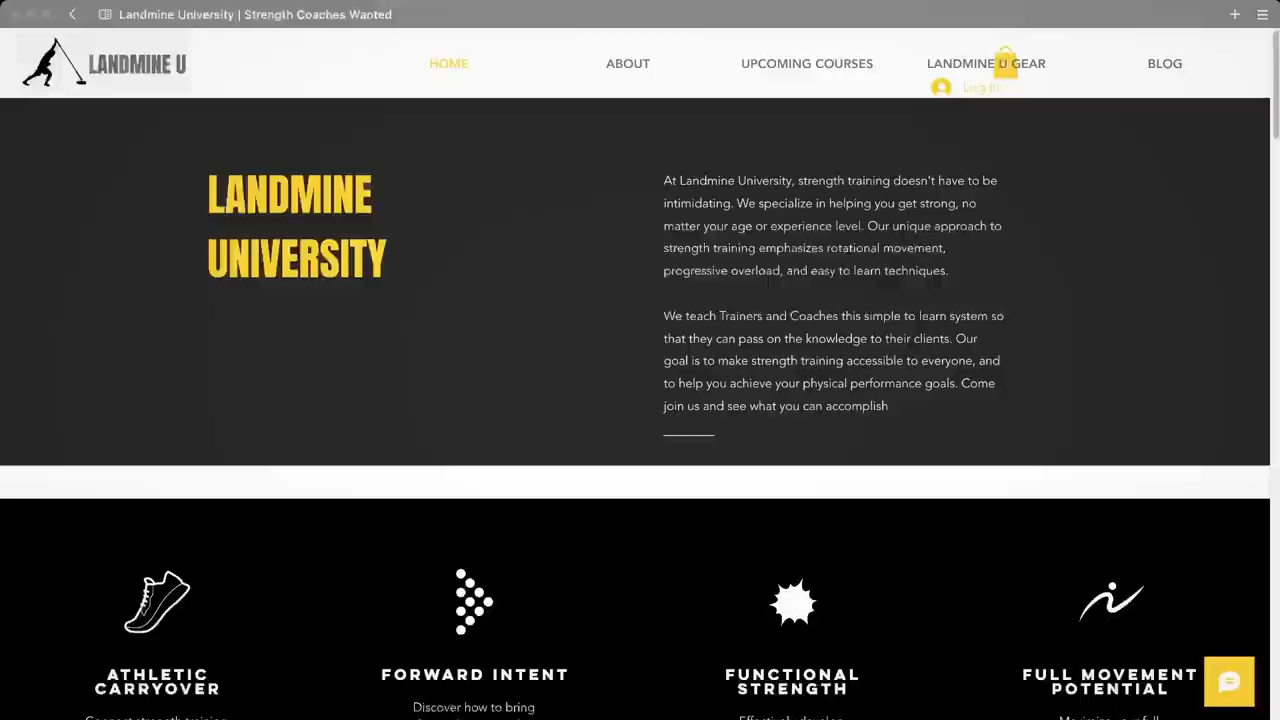 Landmine University | Strength Coaches Wanted
LANDMINE U
HOME
ABOUT
UPCOMING COURSES
LANDMINE U GEAR
BLOG
Log In
LANDMINE
UNIVERSITY
At Landmine University, strength training doesn't have to be
intimidating. We specialize in helping you get strong, no
matter your age or experience level. Our unique approach to
strength training emphasizes rotational movement,
progressive overload, and easy to learn techniques.
We teach Trainers and Coaches this simple to learn system so
that they can pass on the knowledge to their clients. Our
goal is to make strength training accessible to everyone, and
to help you achieve your physical performance goals. Come
join us and see what you can accomplish
ATHLETIC
CARRYOVER
FORWARD INTENT
Discover how to bring
FUNCTIONAL
STRENGTH
FULL MOVEMENT
POTENTIAL